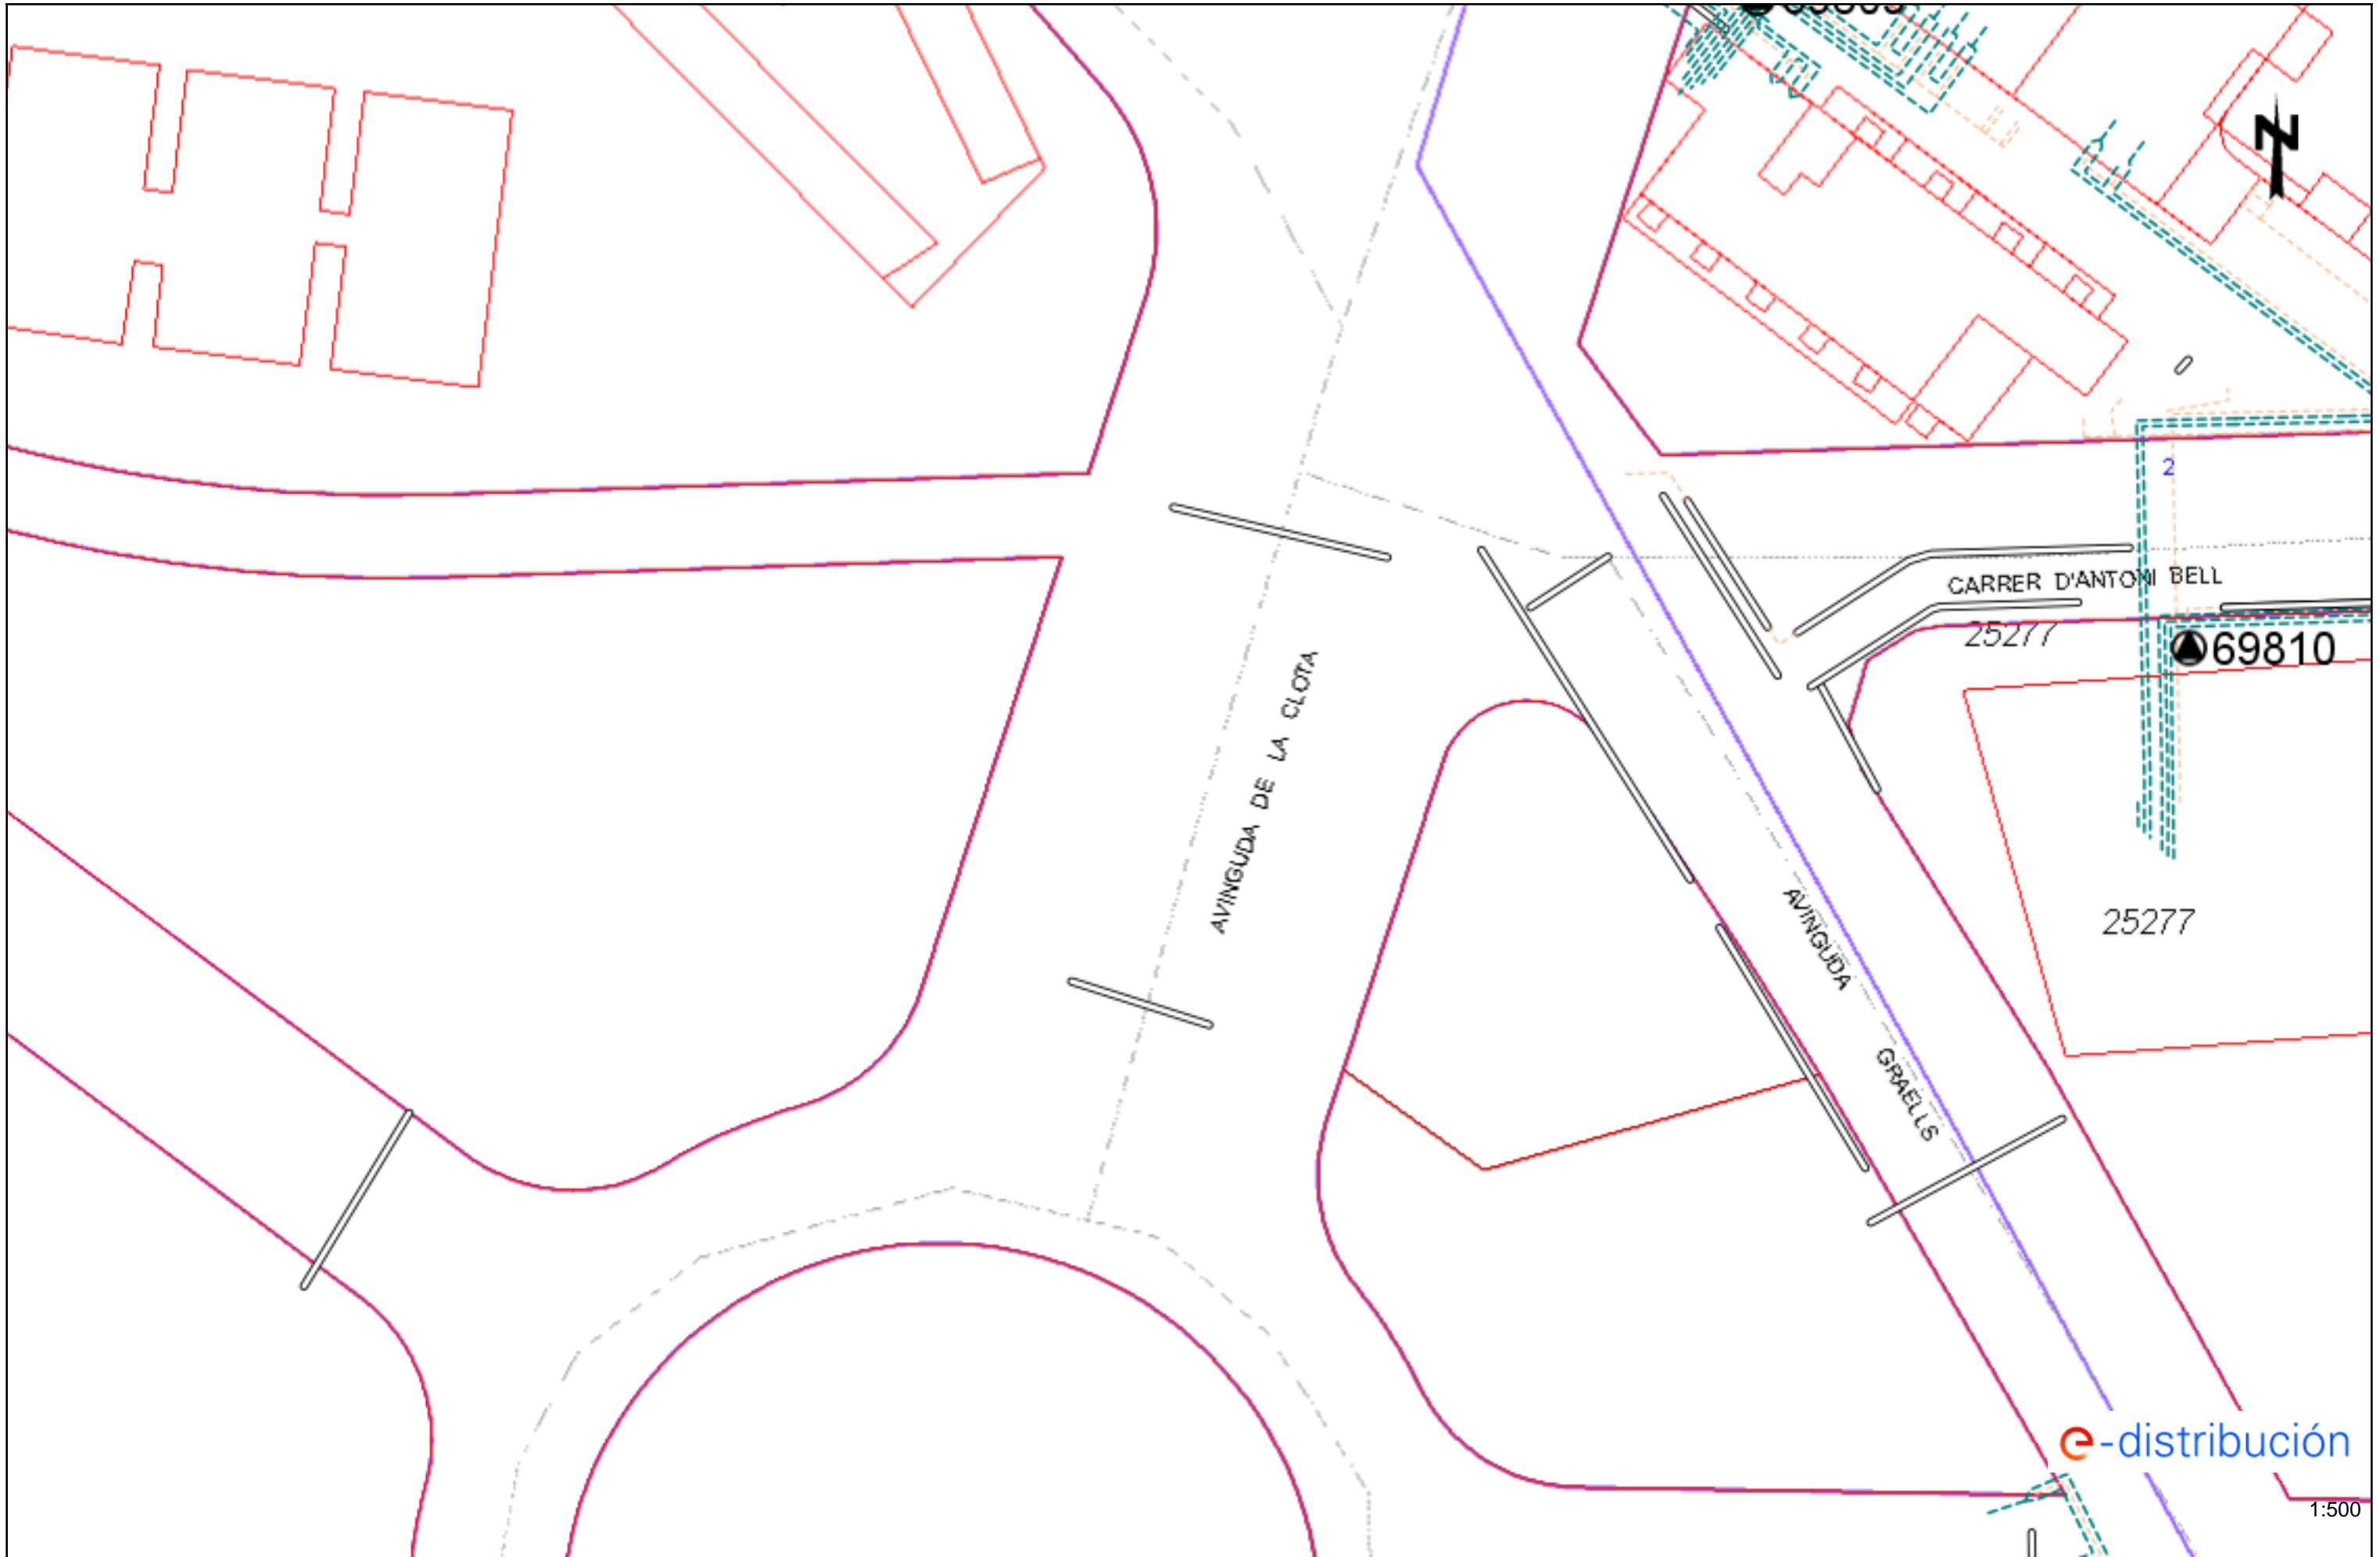 N
2
CARRER D'ANTONI BELL
25277
69810
AVINGUDA DE LA CLOTA
AVINGUDA
25277
GRAELLS
e-distribución
1:500